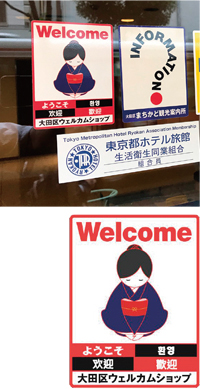 Welcome
ようこそ 환영
欢迎 歡迎
大田区ウェルカムショップ
INFORMATION
まちかど観光案内所
Tokyo Metropolitan Hotel Ryokan Association Membership
東京都ホテル旅館
生活衛生同業組合
組合員
Welcome
ようこそ 환영
欢迎 歡迎
大田区ウェルカムショップ